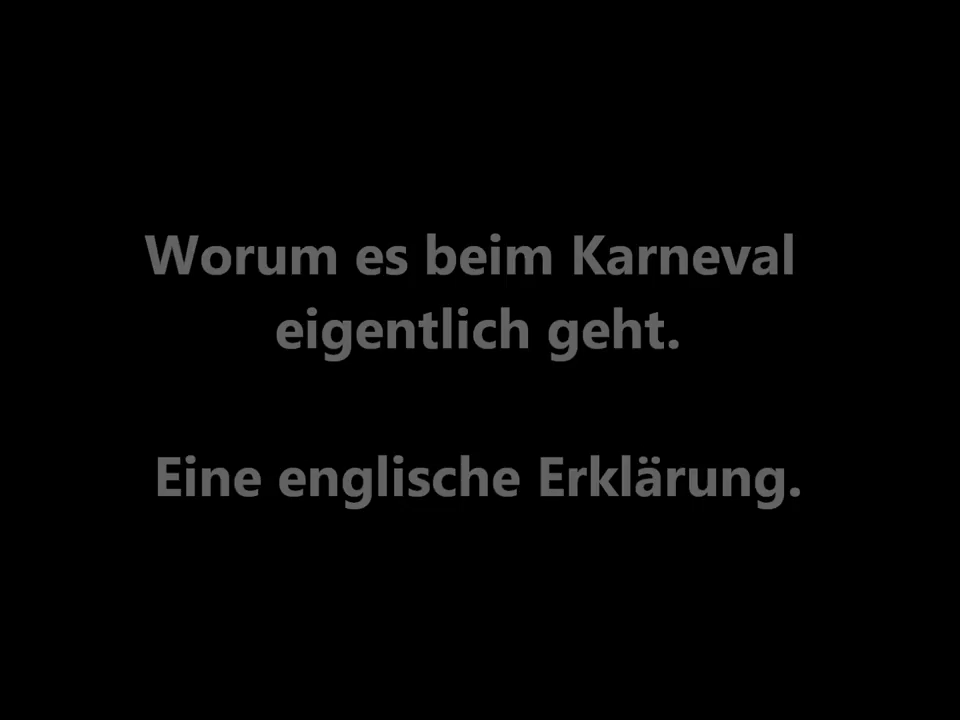 Worum es beim Karneval
eigentlich geht.
Eine englische Erklärung.